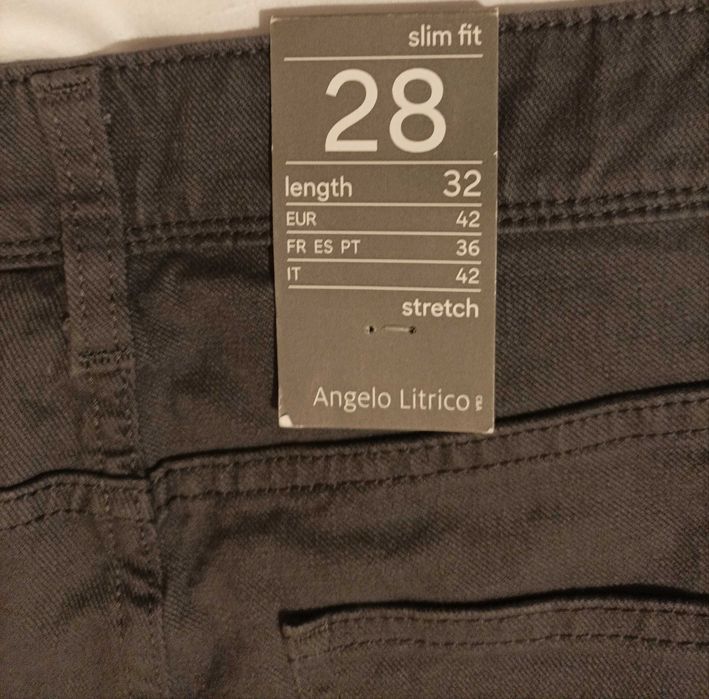 slim fit
28
length 32
EUR 42
FR ES PT 36
IT 42
stretch
Angelo Litrico